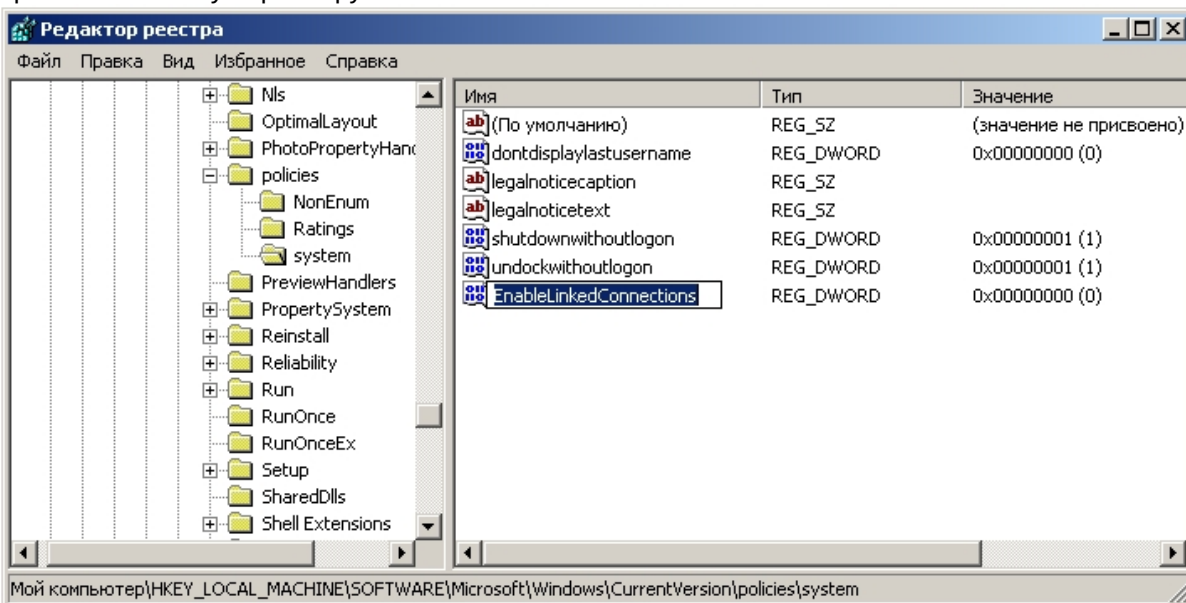 Редактор реестра
Файл Правка Вид Избранное Справка
Nls
OptimalLayout
PhotoPropertyHand
policies
NonEnum
Ratings
system
PreviewHandlers
PropertySystem
Reinstall
Reliability
Run
RunOnce
RunOnceEx
Setup
SharedDlls
Shell Extensions
Имя Тип Значение
(По умолчанию) REG_SZ (значение не присвоено)
dontdisplaylastusername REG_DWORD 0x00000000 (0)
legalnoticecaption REG_SZ
legalnoticetext REG_SZ
shutdownwithoutlogon REG_DWORD 0x00000001 (1)
undockwithoutlogon REG_DWORD 0x00000001 (1)
EnableLinkedConnections REG_DWORD 0x00000000 (0)
Мой компьютер\HKEY_LOCAL_MACHINE\SOFTWARE\Microsoft\Windows\CurrentVersion\policies\system